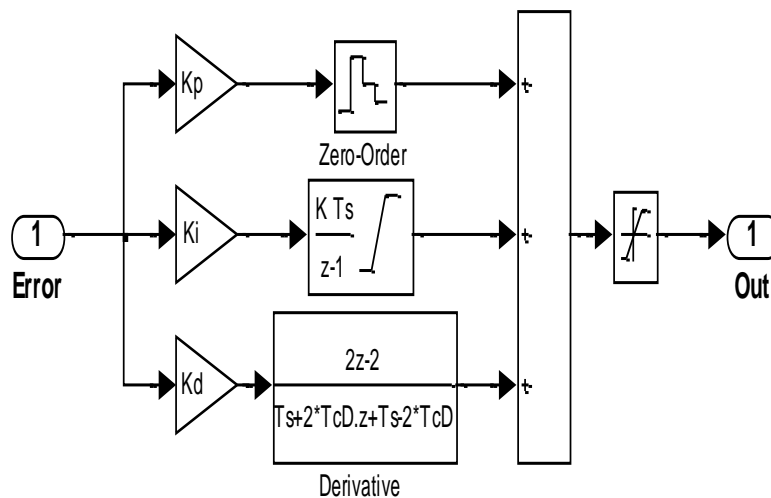 Kp
+
Zero-Order
1
Error
Ki
K Ts
z-1
+
1
Out
Kd
2z-2
Ts+2*TcD.z+Ts-2*TcD
+
Derivative